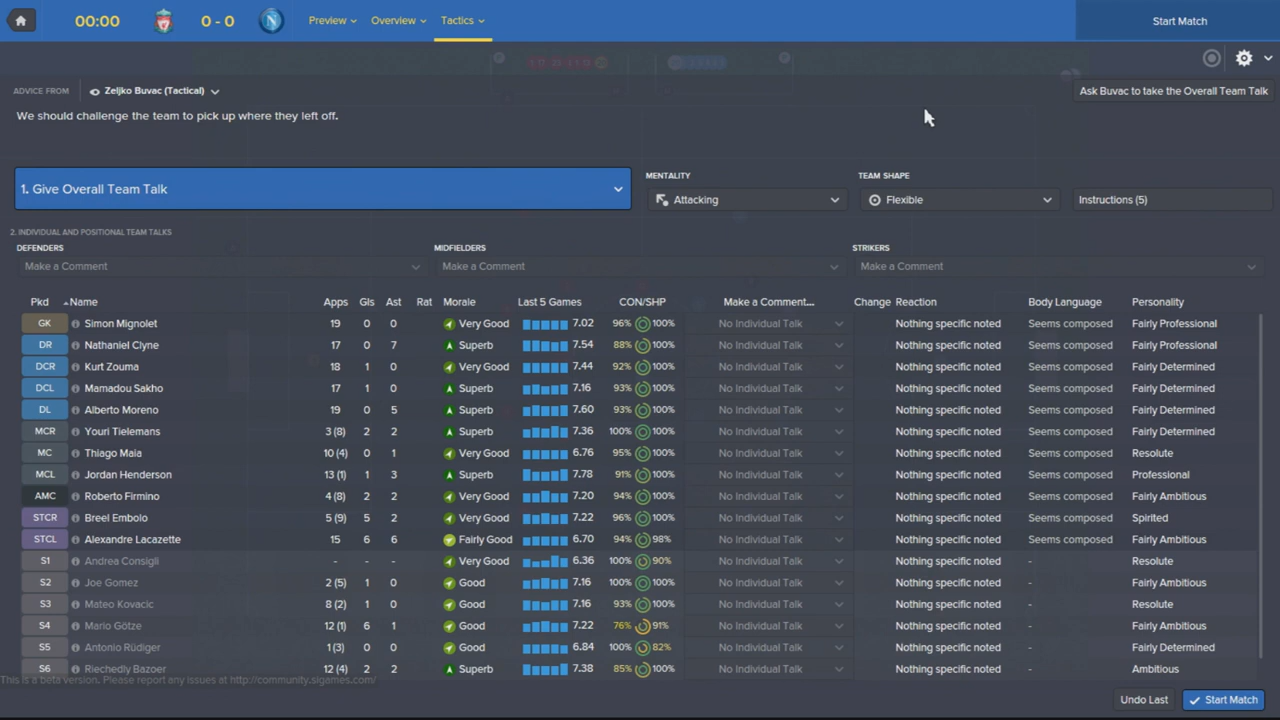 00:00 0 - 0 Preview Overview Tactics Start Match
ADVICE FROM Zeljko Buvac (Tactical) Ask Buvac to take the Overall Team Talk
We should challenge the team to pick up where they left off.
MENTALITY TEAM SHAPE
1. Give Overall Team Talk Attacking Flexible Instructions (5)
2. INDIVIDUAL AND POSITIONAL TEAM TALKS
DEFENDERS MIDFIELDERS STRIKERS
Make a Comment Make a Comment Make a Comment
Pkd Name Apps Gls Ast Rat Morale Last 5 Games CON/SHP Make a Comment... Change Reaction Body Language Personality
GK Simon Mignolet 19 0 0 Very Good 7.02 96% 100% No Individual Talk Nothing specific noted Seems composed Fairly Professional
DR Nathaniel Clyne 17 0 7 Superb 7.54 88% 100% No Individual Talk Nothing specific noted Seems composed Fairly Professional
DCR Kurt Zouma 18 1 0 Very Good 7.44 92% 100% No Individual Talk Nothing specific noted Seems composed Fairly Determined
DCL Mamadou Sakho 17 1 0 Superb 7.16 93% 100% No Individual Talk Nothing specific noted Seems composed Fairly Determined
DL Alberto Moreno 19 0 5 Superb 7.60 93% 100% No Individual Talk Nothing specific noted Seems composed Fairly Determined
MCR Youri Tielemans 3 (8) 2 2 Superb 7.36 100% 100% No Individual Talk Nothing specific noted Seems composed Fairly Determined
MC Thiago Maia 10 (4) 0 1 Very Good 6.76 95% 100% No Individual Talk Nothing specific noted Seems composed Resolute
MCL Jordan Henderson 13 (1) 1 3 Superb 7.78 91% 100% No Individual Talk Nothing specific noted Seems composed Professional
AMC Roberto Firmino 4 (8) 2 2 Very Good 7.20 94% 100% No Individual Talk Nothing specific noted Seems composed Fairly Ambitious
STCR Breel Embolo 5 (9) 5 2 Very Good 7.22 96% 100% No Individual Talk Nothing specific noted Seems composed Spirited
STCL Alexandre Lacazette 15 6 6 Fairly Good 6.70 94% 98% No Individual Talk Nothing specific noted Seems composed Fairly Ambitious
S1 Andrea Consigli - - - Very Good 6.36 100% 90% No Individual Talk Nothing specific noted - Resolute
S2 Joe Gomez 2 (5) 1 0 Good 7.16 100% 100% No Individual Talk Nothing specific noted - Fairly Ambitious
S3 Mateo Kovacic 8 (2) 1 0 Good 7.16 93% 100% No Individual Talk Nothing specific noted - Resolute
S4 Mario Götze 12 (1) 6 1 Good 7.22 76% 91% No Individual Talk Nothing specific noted - Fairly Ambitious
S5 Antonio Rüdiger 1 (3) 0 0 Good 6.84 100% 82% No Individual Talk Nothing specific noted - Fairly Determined
S6 Riechedly Bazoer 12 (4) 2 2 Superb 7.38 85% 100% No Individual Talk Nothing specific noted - Ambitious
This is a beta version. Please report any issues at http://community.sigames.com/
Undo Last Start Match